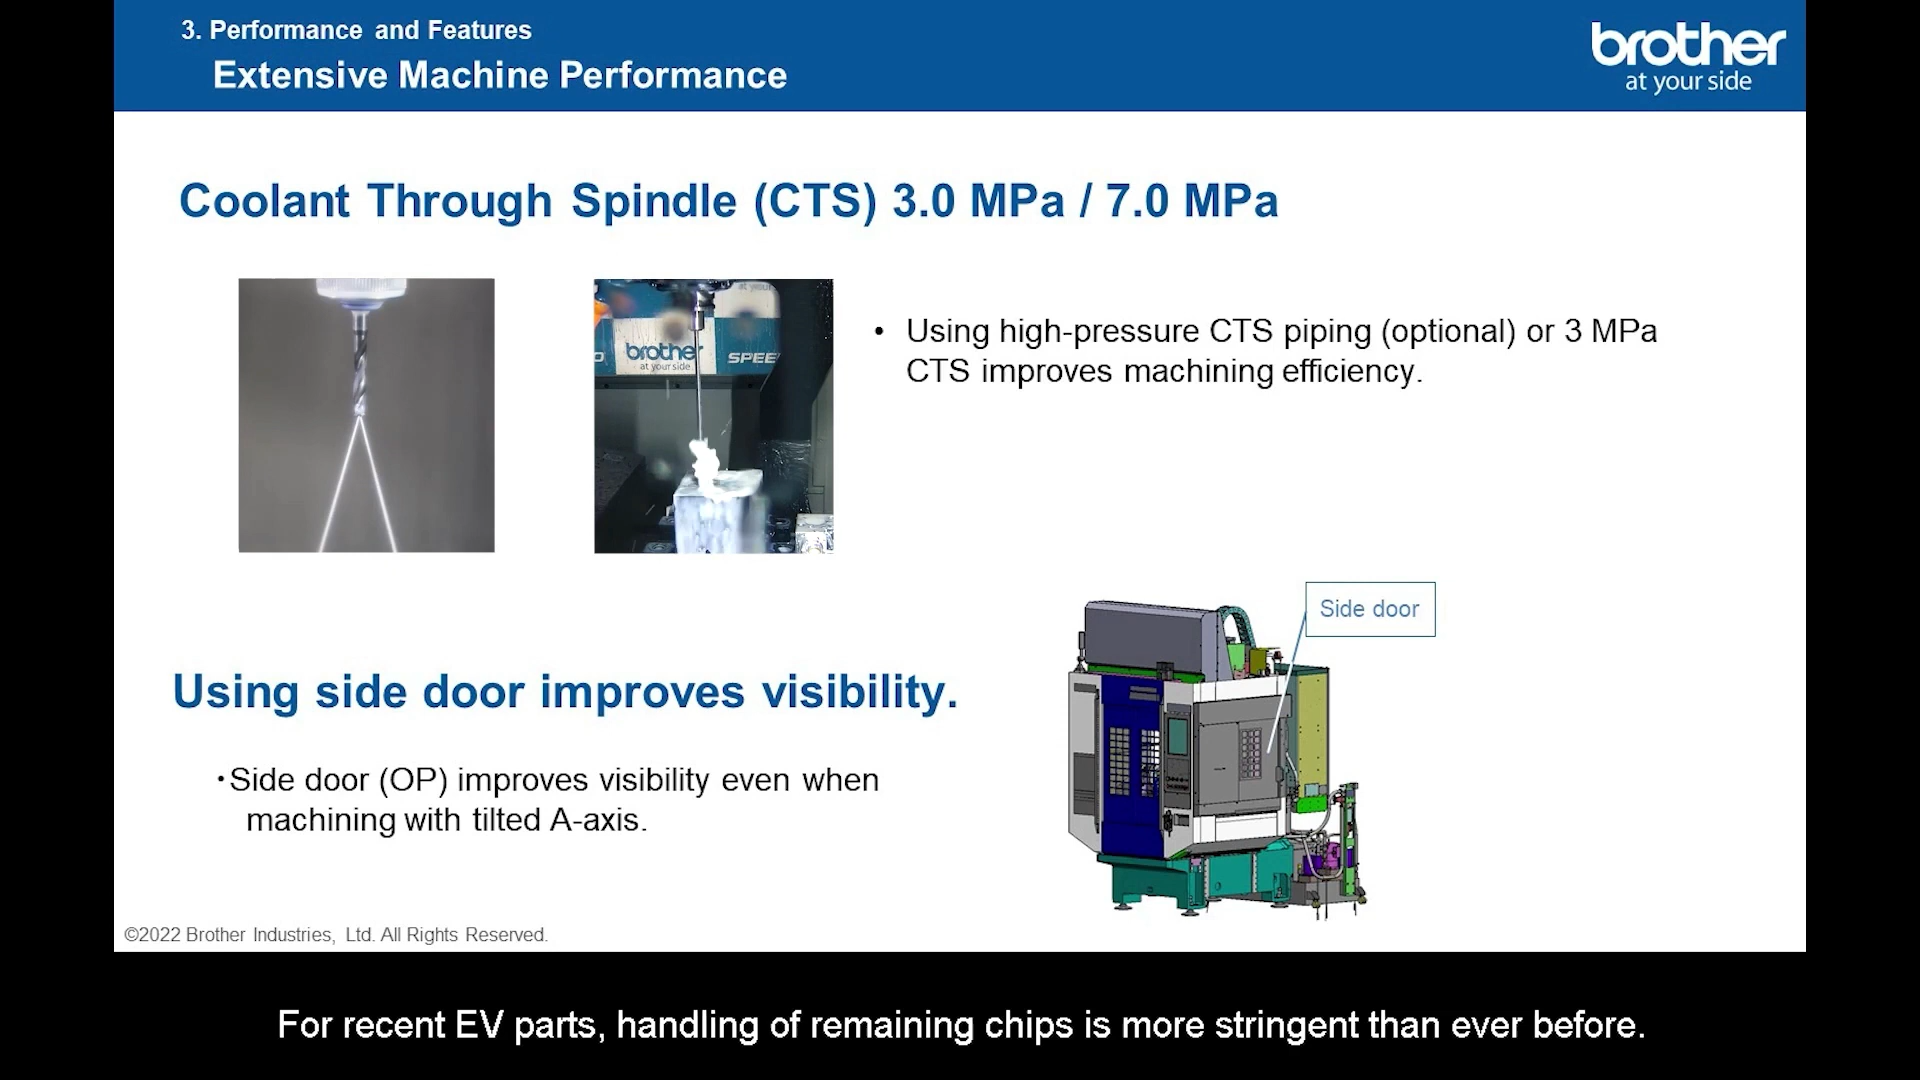 3. Performance and Features
Extensive Machine Performance
brother
at your side
Coolant Through Spindle (CTS) 3.0 MPa / 7.0 MPa
at your
brother
at your side
SPEE
• Using high-pressure CTS piping (optional) or 3 MPa
CTS improves machining efficiency.
Side door
Using side door improves visibility.
・Side door (OP) improves visibility even when
machining with tilted A-axis.
©2022 Brother Industries, Ltd. All Rights Reserved.
For recent EV parts, handling of remaining chips is more stringent than ever before.